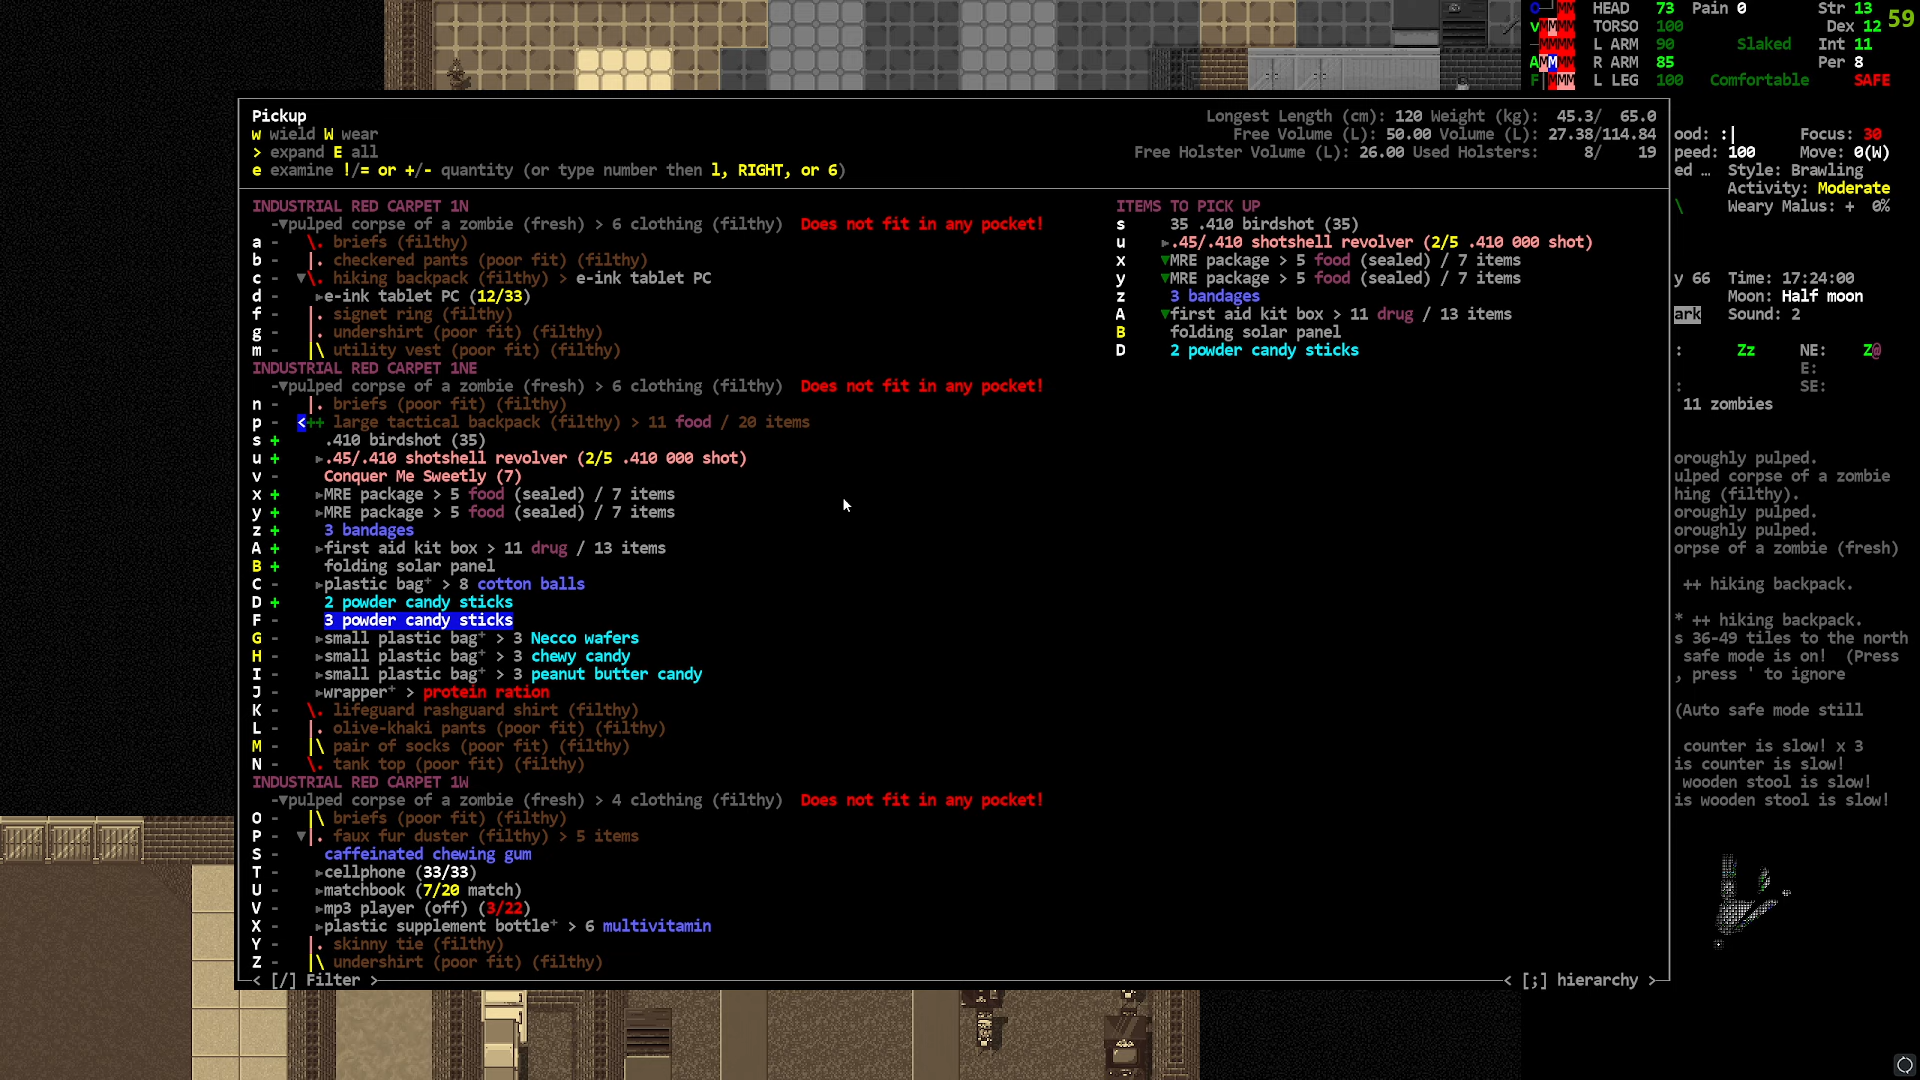 HEAD 73 Pain 0 Str 13 59
TORSO 100 Dex 12
L ARM 90 Slaked Int 11
R ARM 85 Per 8
L LEG 100 Comfortable SAFE
Pickup
w wield W wear
> expand E all
e examine !/= or +/- quantity (or type number then l, RIGHT, or 6)
Longest Length (cm): 120 Weight (kg): 45.3/ 65.0
Free Volume (L): 50.00 Volume (L): 27.38/114.84
Free Holster Volume (L): 26.00 Used Holsters: 8/ 19
INDUSTRIAL RED CARPET 1N
-▼pulped corpse of a zombie (fresh) > 6 clothing (filthy) Does not fit in any pocket!
a - \. briefs (filthy)
b - |. checkered pants (poor fit) (filthy)
c - ▼\. hiking backpack (filthy) > e-ink tablet PC
d - ▹e-ink tablet PC (12/33)
f - |. signet ring (filthy)
g - |. undershirt (poor fit) (filthy)
m - |\ utility vest (poor fit) (filthy)
INDUSTRIAL RED CARPET 1NE
-▼pulped corpse of a zombie (fresh) > 6 clothing (filthy) Does not fit in any pocket!
n - |. briefs (poor fit) (filthy)
p - <++ large tactical backpack (filthy) > 11 food / 20 items
s + .410 birdshot (35)
u + ▹.45/.410 shotshell revolver (2/5 .410 000 shot)
v - Conquer Me Sweetly (7)
x + ▹MRE package > 5 food (sealed) / 7 items
y + ▹MRE package > 5 food (sealed) / 7 items
z + 3 bandages
A + ▹first aid kit box > 11 drug / 13 items
B + folding solar panel
C - ▹plastic bag⁺ > 8 cotton balls
D + 2 powder candy sticks
F - 3 powder candy sticks
G - ▹small plastic bag⁺ > 3 Necco wafers
H - ▹small plastic bag⁺ > 3 chewy candy
I - ▹small plastic bag⁺ > 3 peanut butter candy
J - ▹wrapper⁺ > protein ration
K - \. lifeguard rashguard shirt (filthy)
L - |. olive-khaki pants (poor fit) (filthy)
M - |\ pair of socks (poor fit) (filthy)
N - \. tank top (poor fit) (filthy)
INDUSTRIAL RED CARPET 1W
-▼pulped corpse of a zombie (fresh) > 4 clothing (filthy) Does not fit in any pocket!
O - |\ briefs (poor fit) (filthy)
P - ▼|. faux fur duster (filthy) > 5 items
S - caffeinated chewing gum
T - ▹cellphone (33/33)
U - ▹matchbook (7/20 match)
V - ▹mp3 player (off) (3/22)
X - ▹plastic supplement bottle⁺ > 6 multivitamin
Y - |. skinny tie (filthy)
Z - |\ undershirt (poor fit) (filthy)
< [/] Filter >
< [;] hierarchy >
ITEMS TO PICK UP
s 35 .410 birdshot (35)
u ▹.45/.410 shotshell revolver (2/5 .410 000 shot)
x ▼MRE package > 5 food (sealed) / 7 items
y ▼MRE package > 5 food (sealed) / 7 items
z 3 bandages
A ▼first aid kit box > 11 drug / 13 items
B folding solar panel
D 2 powder candy sticks
ood: :| Focus: 30
peed: 100 Move: 0(W)
ed … Style: Brawling
Activity: Moderate
\ Weary Malus: + 0%
y 66 Time: 17:24:00
Moon: Half moon
ark Sound: 2
: Zz NE: Z@
E:
: SE:
11 zombies
oroughly pulped.
ulped corpse of a zombie
hing (filthy).
oroughly pulped.
oroughly pulped.
orpse of a zombie (fresh)
++ hiking backpack.
* ++ hiking backpack.
s 36-49 tiles to the north
safe mode is on! (Press
, press ' to ignore
(Auto safe mode still
counter is slow! x 3
is counter is slow!
wooden stool is slow!
is wooden stool is slow!